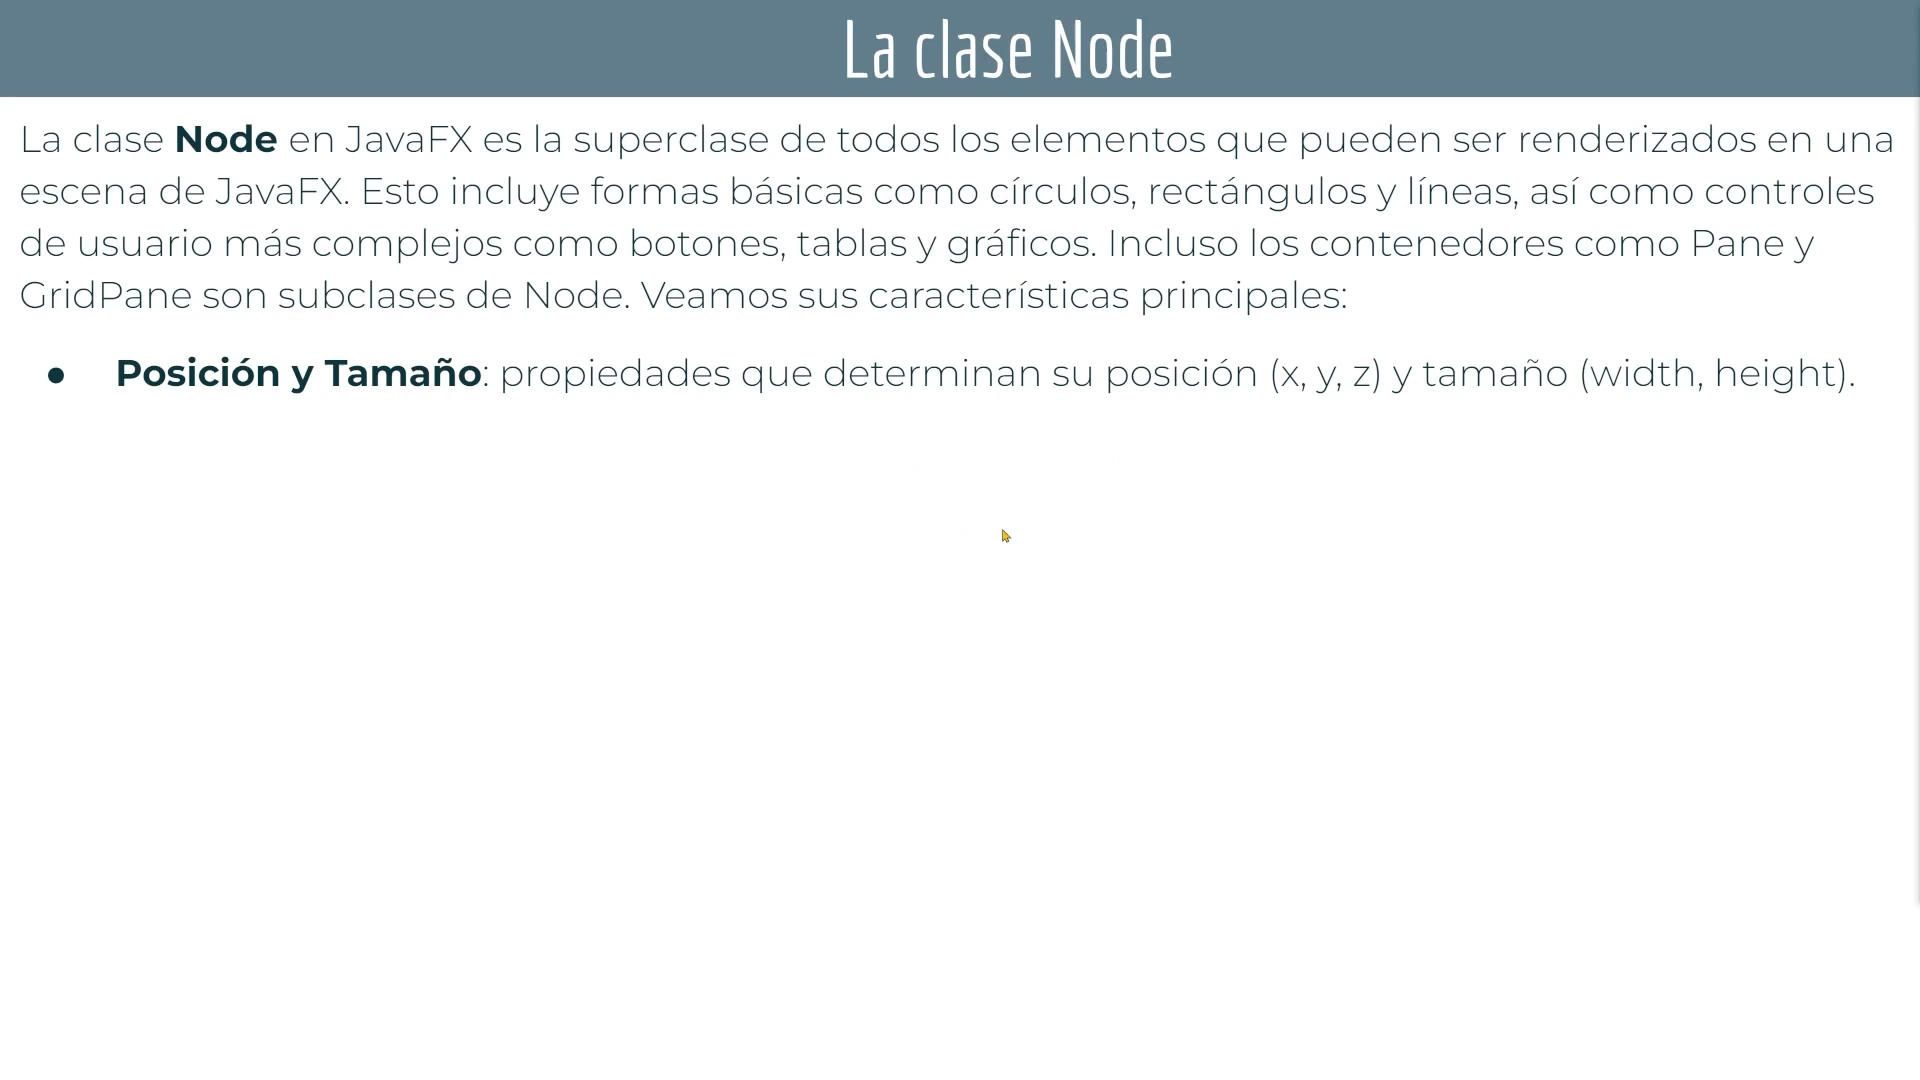 La clase Node
La clase Node en JavaFX es la superclase de todos los elementos que pueden ser renderizados en una
escena de JavaFX. Esto incluye formas básicas como círculos, rectángulos y líneas, así como controles
de usuario más complejos como botones, tablas y gráficos. Incluso los contenedores como Pane y
GridPane son subclases de Node. Veamos sus características principales:
● Posición y Tamaño: propiedades que determinan su posición (x, y, z) y tamaño (width, height).